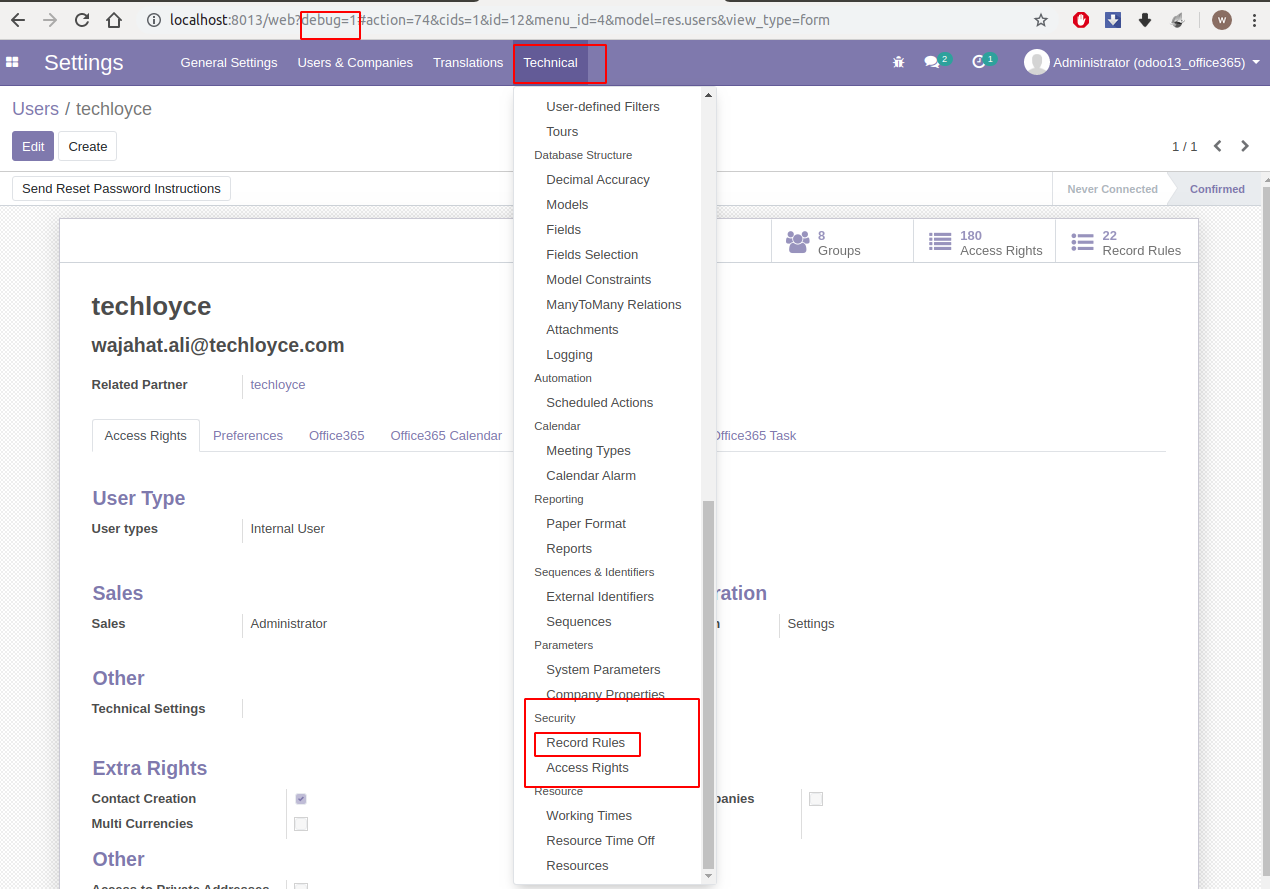 localhost:8013/web?debug=1#action=74&cids=1&id=12&menu_id=4&model=res.users&view_type=form
W
Settings
General Settings
Users & Companies
Translations
Technical
2
1
Administrator (odoo13_office365)
Users / techloyce
Edit
Create
1 / 1
Send Reset Password Instructions
Never Connected
Confirmed
8
Groups
180
Access Rights
22
Record Rules
techloyce
wajahat.ali@techloyce.com
Related Partner
techloyce
Access Rights
Preferences
Office365
Office365 Calendar
Office365 Task
User Type
User types
Internal User
Sales
ration
Sales
Administrator
n
Settings
Other
Technical Settings
Extra Rights
Contact Creation
panies
Multi Currencies
Other
Access to Private Addresses
User-defined Filters
Tours
Database Structure
Decimal Accuracy
Models
Fields
Fields Selection
Model Constraints
ManyToMany Relations
Attachments
Logging
Automation
Scheduled Actions
Calendar
Meeting Types
Calendar Alarm
Reporting
Paper Format
Reports
Sequences & Identifiers
External Identifiers
Sequences
Parameters
System Parameters
Company Properties
Security
Record Rules
Access Rights
Resource
Working Times
Resource Time Off
Resources